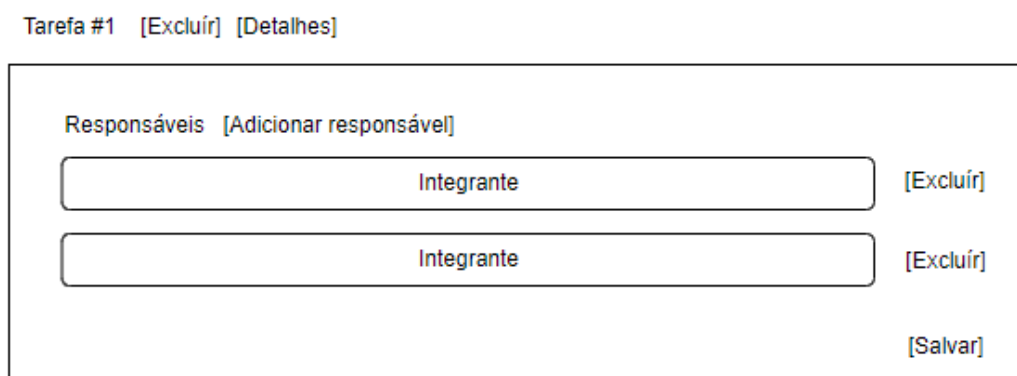 Tarefa #1 [Excluír] [Detalhes]
Responsáveis [Adicionar responsável]
Integrante [Excluír]
Integrante [Excluír]
[Salvar]